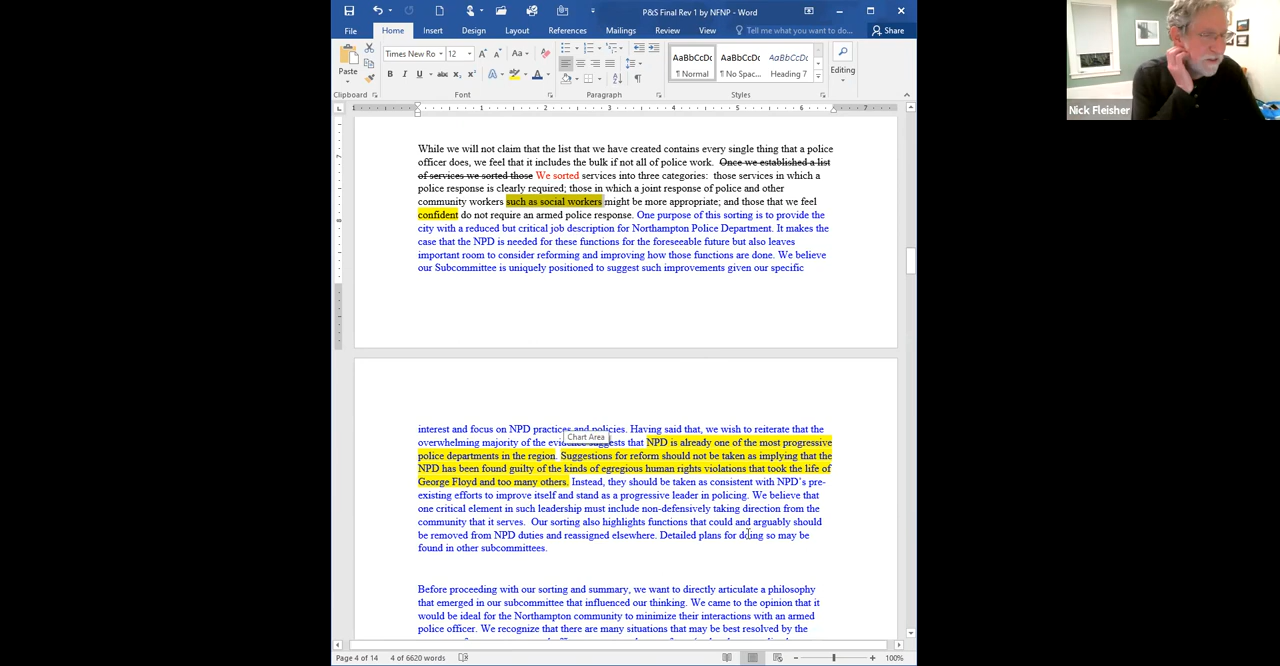 P&S Final Rev 1 by NFNP - Word
File Home Insert Design Layout References Mailings Review View Tell me what you want to do... Share
Paste
Times New Ro 12 Aa
B I U abc x₂ x² A
AaBbCcDc AaBbCcDc AaBbCcDc
¶ Normal ¶ No Spac... Heading 7
Editing
Clipboard Font Paragraph Styles
1 1 2 3 4 5 6 7
Nick Fleisher
While we will not claim that the list that we have created contains every single thing that a police
officer does, we feel that it includes the bulk if not all of police work. Once we established a list
of services we sorted those We sorted services into three categories: those services in which a
police response is clearly required; those in which a joint response of police and other
community workers such as social workers might be more appropriate; and those that we feel
confident do not require an armed police response. One purpose of this sorting is to provide the
city with a reduced but critical job description for Northampton Police Department. It makes the
case that the NPD is needed for these functions for the foreseeable future but also leaves
important room to consider reforming and improving how those functions are done. We believe
our Subcommittee is uniquely positioned to suggest such improvements given our specific
interest and focus on NPD practices and policies. Having said that, we wish to reiterate that the
Chart Area
overwhelming majority of the evidence suggests that NPD is already one of the most progressive
police departments in the region. Suggestions for reform should not be taken as implying that the
NPD has been found guilty of the kinds of egregious human rights violations that took the life of
George Floyd and too many others. Instead, they should be taken as consistent with NPD's pre-
existing efforts to improve itself and stand as a progressive leader in policing. We believe that
one critical element in such leadership must include non-defensively taking direction from the
community that it serves. Our sorting also highlights functions that could and arguably should
be removed from NPD duties and reassigned elsewhere. Detailed plans for doing so may be
found in other subcommittees.
Before proceeding with our sorting and summary, we want to directly articulate a philosophy
that emerged in our subcommittee that influenced our thinking. We came to the opinion that it
would be ideal for the Northampton community to minimize their interactions with an armed
police officer. We recognize that there are many situations that may be best resolved by the
Page 4 of 14 4 of 6620 words 100%